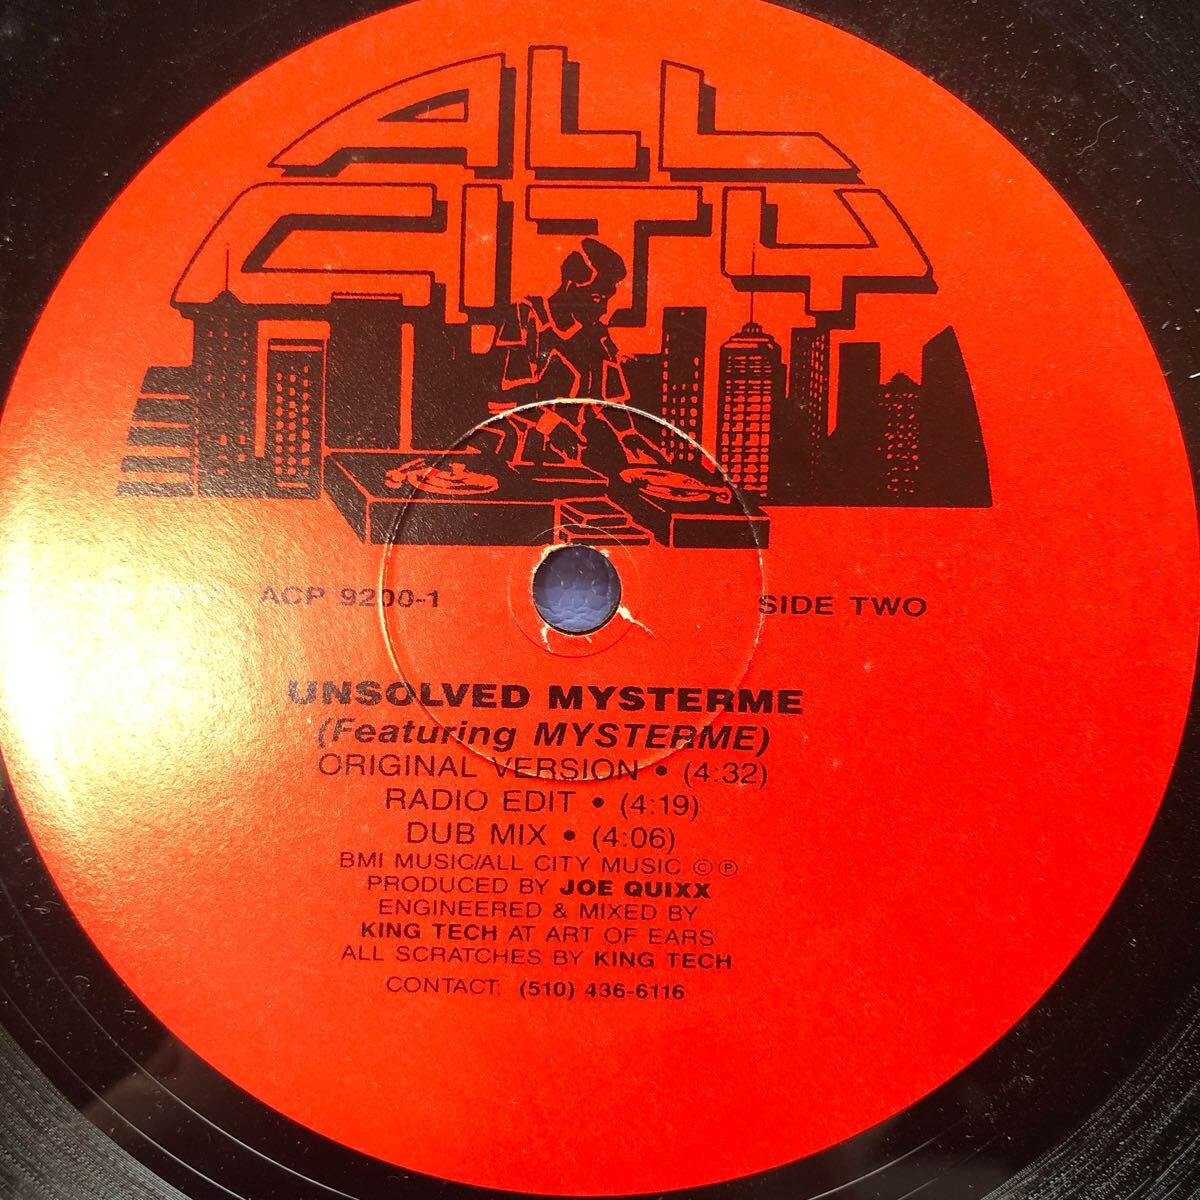 ALL
CITY
ACP 9200-1
SIDE TWO
UNSOLVED MYSTERME
(Featuring MYSTERME)
ORIGINAL VERSION • (4:32)
RADIO EDIT • (4:19)
DUB MIX • (4:06)
BMI MUSIC/ALL CITY MUSIC ©℗
PRODUCED BY JOE QUIXX
ENGINEERED & MIXED BY
KING TECH AT ART OF EARS
ALL SCRATCHES BY KING TECH
CONTACT: (510) 436-6116